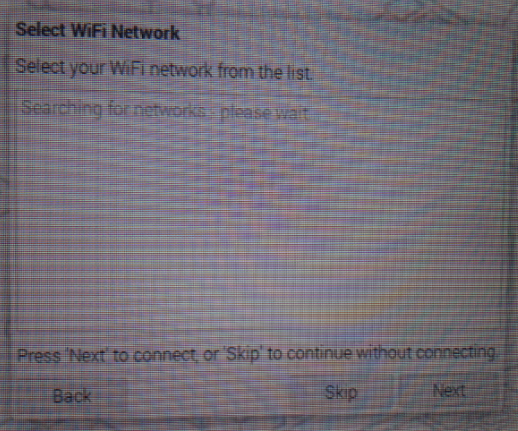 Select WiFi Network
Select your WiFi network from the list.
Searching for networks - please wait
Press 'Next' to connect, or 'Skip' to continue without connecting.
Back Skip Next